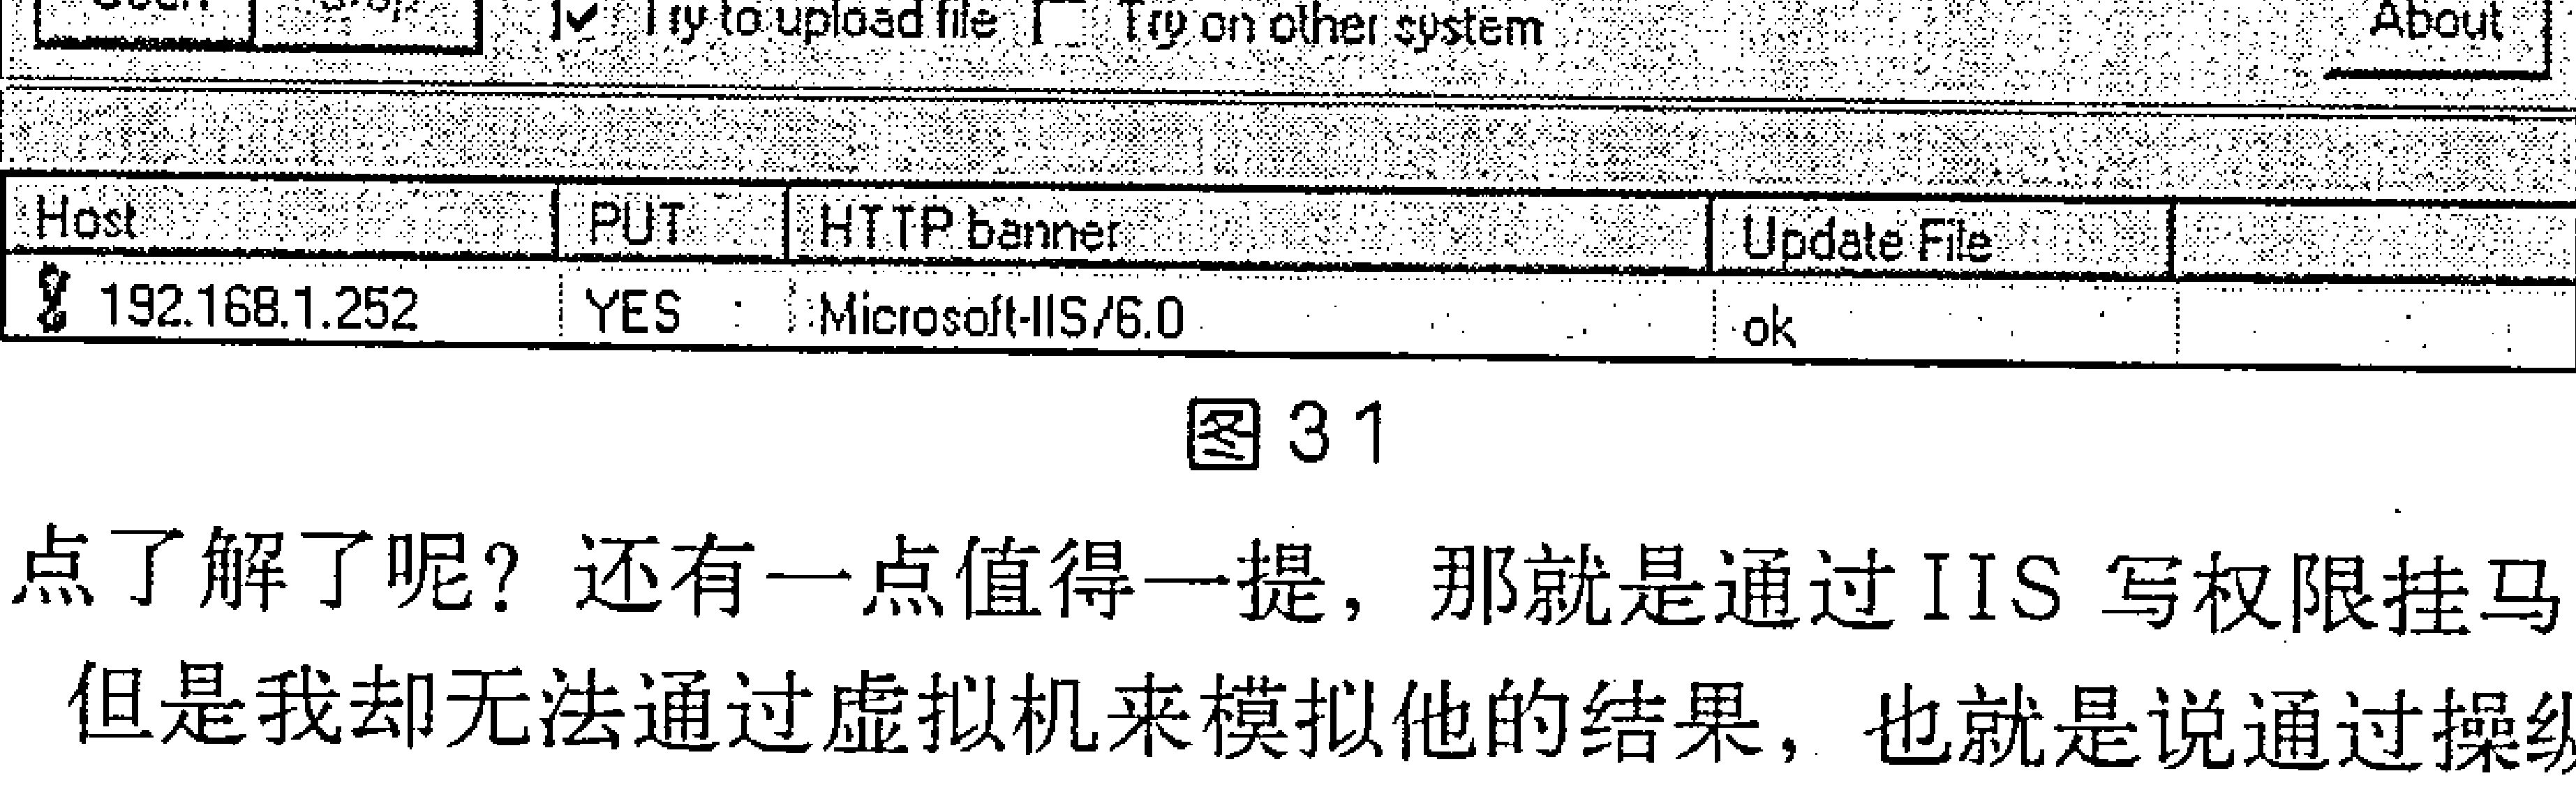 Try to upload file Try on other system About
Host PUT HTTP banner Update File
192.168.1.252 YES Microsoft-IIS/6.0 ok
图31
点了解了呢？还有一点值得一提，那就是通过IIS 写权限挂马
但是我却无法通过虚拟机来模拟他的结果，也就是说通过操纵